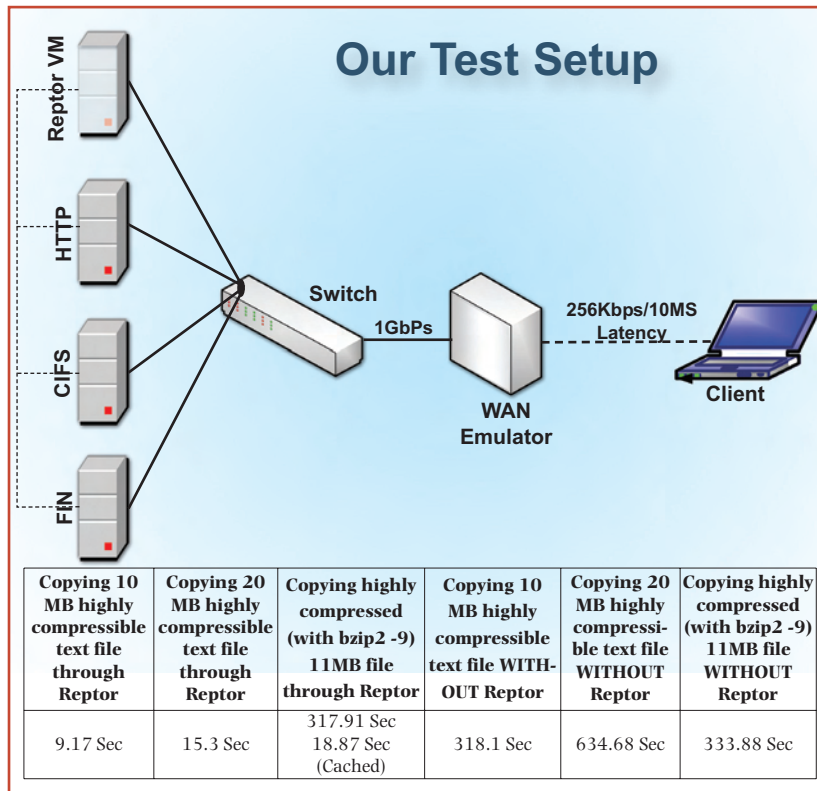 Our Test Setup
Reptor VM
HTTP
CIFS
FIN
Switch
1GbPs
WAN
Emulator
256Kbps/10MS
Latency
Client
Copying 10
MB highly
compressible
text file
through
Reptor
Copying 20
MB highly
compressible
text file
through
Reptor
Copying highly
compressed
(with bzip2 -9)
11MB file
through Reptor
Copying 10
MB highly
compressible
text file WITH-
OUT Reptor
Copying 20
MB highly
compressi-
ble text file
WITHOUT
Reptor
Copying highly
compressed
(with bzip2 -9)
11MB file
WITHOUT
Reptor
9.17 Sec
15.3 Sec
317.91 Sec
18.87 Sec
(Cached)
318.1 Sec
634.68 Sec
333.88 Sec